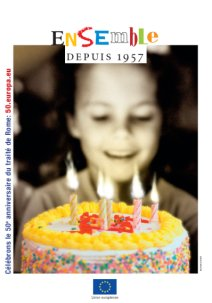 ENSEmble
DEPUIS 1957
Célébrons le 50e anniversaire du traité de Rome: 50.europa.eu
Union européenne